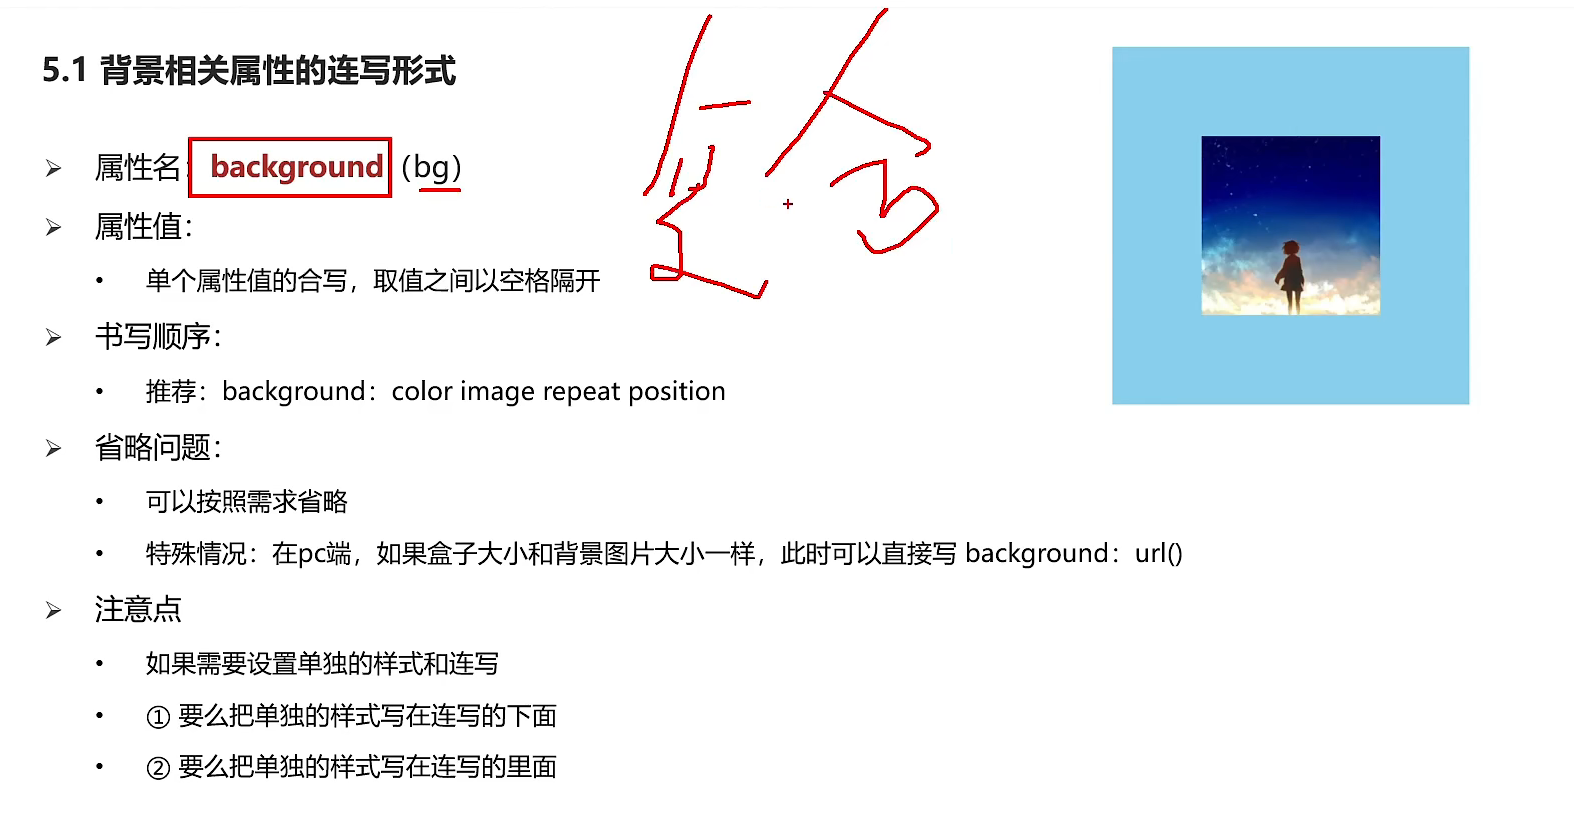 5.1 背景相关属性的连写形式
属性名：background（bg）
属性值：
单个属性值的合写，取值之间以空格隔开
书写顺序：
推荐：background：color image repeat position
省略问题：
可以按照需求省略
特殊情况：在pc端，如果盒子大小和背景图片大小一样，此时可以直接写 background：url()
注意点
如果需要设置单独的样式和连写
① 要么把单独的样式写在连写的下面
② 要么把单独的样式写在连写的里面